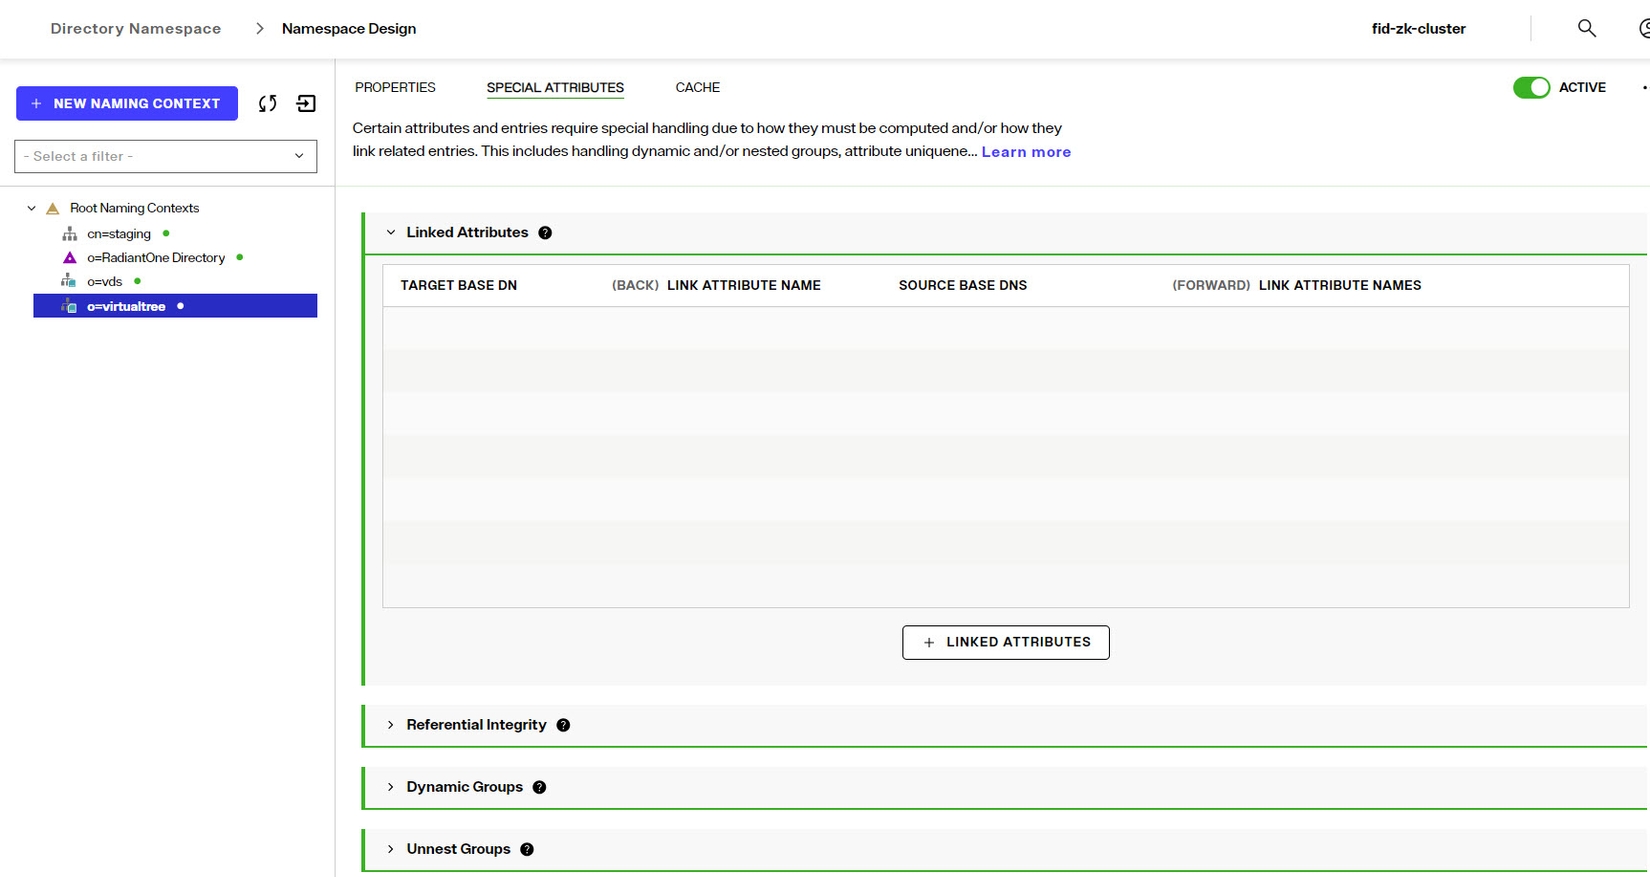 Directory Namespace > Namespace Design
fid-zk-cluster
+ NEW NAMING CONTEXT
- Select a filter -
Root Naming Contexts
cn=staging
o=RadiantOne Directory
o=vds
o=virtualtree
PROPERTIES SPECIAL ATTRIBUTES CACHE
ACTIVE
Certain attributes and entries require special handling due to how they must be computed and/or how they
link related entries. This includes handling dynamic and/or nested groups, attribute uniquene... Learn more
Linked Attributes ?
TARGET BASE DN (BACK) LINK ATTRIBUTE NAME SOURCE BASE DNS (FORWARD) LINK ATTRIBUTE NAMES
+ LINKED ATTRIBUTES
Referential Integrity ?
Dynamic Groups ?
Unnest Groups ?